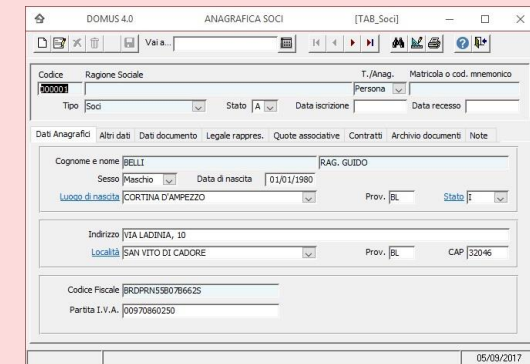 DOMUS 4.0 ANAGRAFICA SOCI [TAB_Soci]
Vai a...
Codice Ragione Sociale T./Anag. Matricola o cod. mnemonico
000001 Persona
Tipo Soci Stato A Data iscrizione Data recesso
Dati Anagrafici Altri dati Dati documento Legale rappres. Quote associative Contratti Archivio documenti Note
Cognome e nome BELLI RAG. GUIDO
Sesso Maschio Data di nascita 01/01/1980
Luogo di nascita CORTINA D'AMPEZZO Prov. BL Stato I
Indirizzo VIA LADINIA, 10
Località SAN VITO DI CADORE Prov. BL CAP 32046
Codice Fiscale BRDPRN55B07B662S
Partita I.V.A. 00970860250
05/09/2017